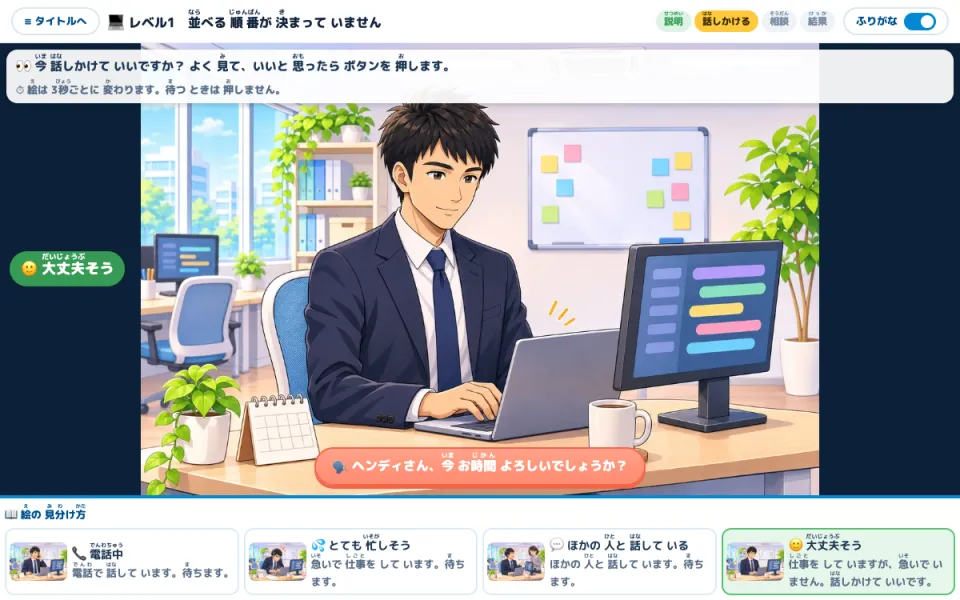 ≡ タイトルへ
💻 レベル1 並べる 順番が 決まって いません
説明 話しかける 相談 結果
ふりがな
👀 今 話しかけて いいですか? よく 見て、いいと 思ったら ボタンを 押します。
⏱ 絵は 3秒ごとに 変わります。待つ ときは 押しません。
🙂 大丈夫そう
🗣 ヘンディさん、今 お時間 よろしいでしょうか?
📖 絵の 見分け方
📞 電話中
電話で 話して います。待ちます。
💦 とても 忙しそう
急いで 仕事を して います。待ちます。
💬 ほかの 人と 話して いる
ほかの 人と 話して います。待ちます。
🙂 大丈夫そう
仕事を して いますが、急いで いません。話しかけて いいです。